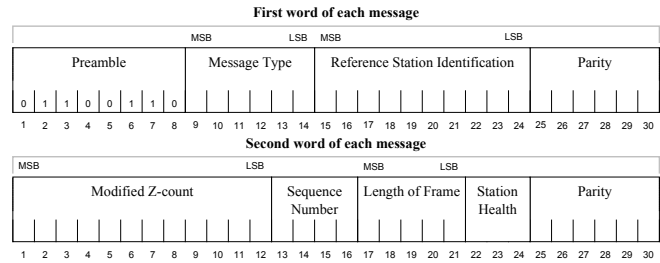 First word of each message
MSB LSB MSB LSB
Preamble Message Type Reference Station Identification Parity
0 1 1 0 0 1 1 0
1 2 3 4 5 6 7 8 9 10 11 12 13 14 15 16 17 18 19 20 21 22 23 24 25 26 27 28 29 30
Second word of each message
MSB LSB MSB LSB
Modified Z-count Sequence Number Length of Frame Station Health Parity
1 2 3 4 5 6 7 8 9 10 11 12 13 14 15 16 17 18 19 20 21 22 23 24 25 26 27 28 29 30